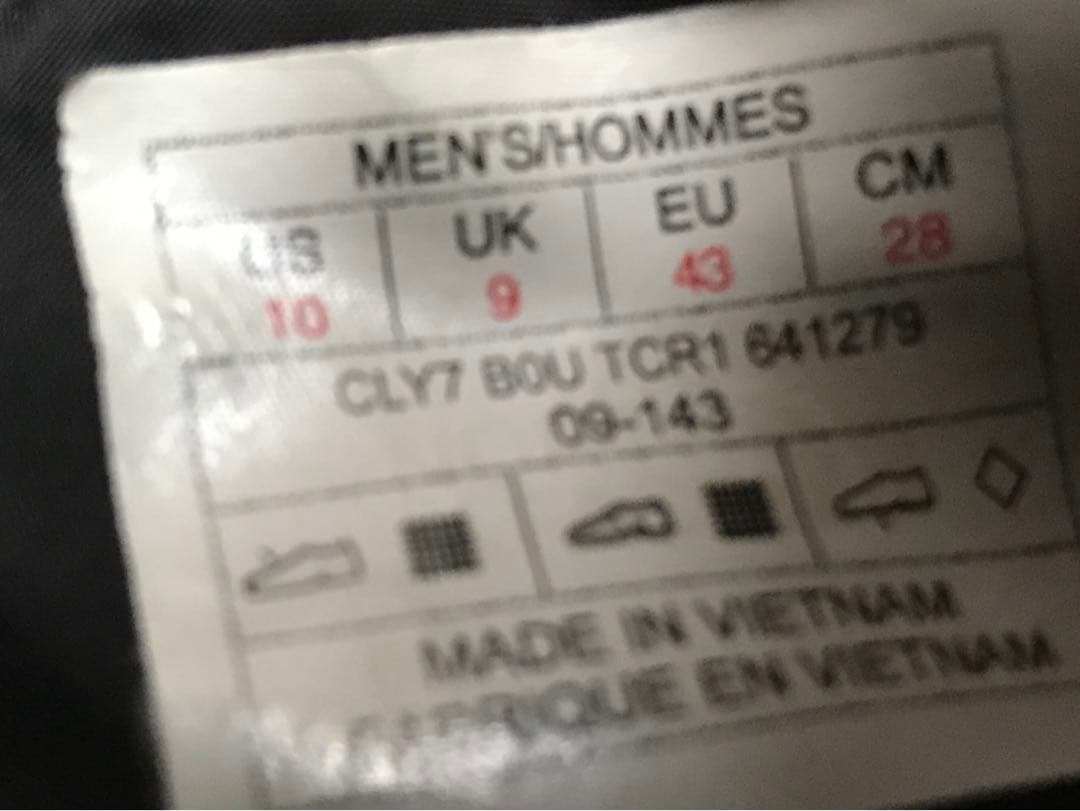 MEN'S/HOMMES
US UK EU CM
10 9 43 28
CLY7 B0U TCR1 641279
09-143
MADE IN VIETNAM
FABRIQUE EN VIETNAM